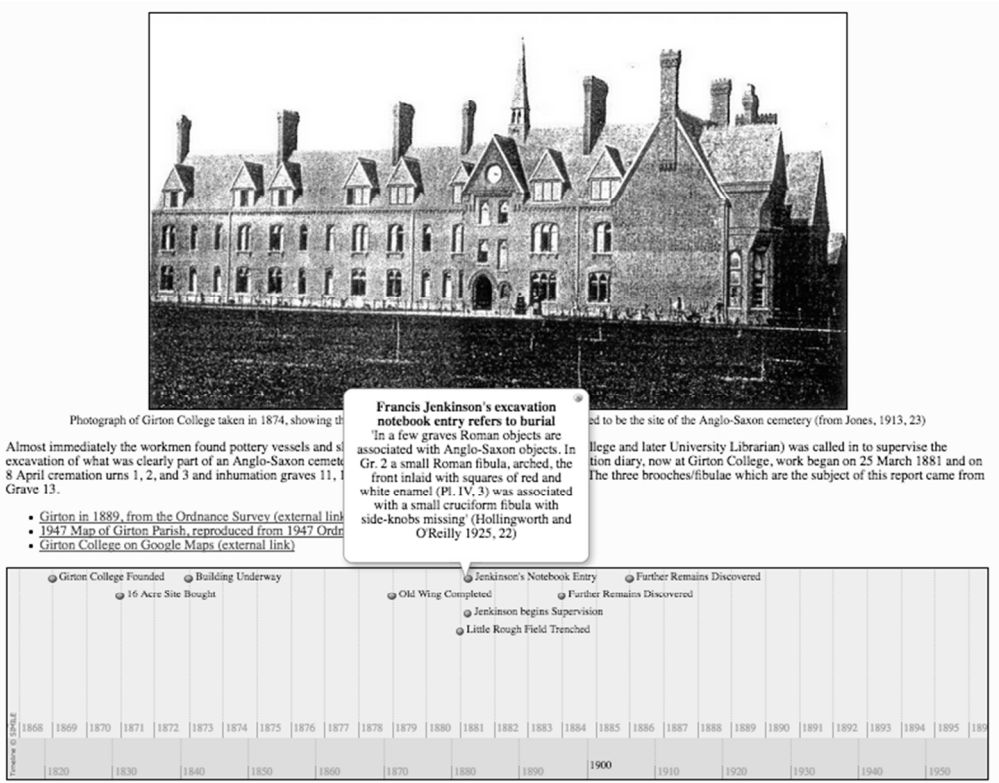 Photograph of Girton College taken in 1874, showing th
ed to be the site of the Anglo-Saxon cemetery (from Jones, 1913, 23)
Francis Jenkinson's excavation
notebook entry refers to burial
'In a few graves Roman objects are
associated with Anglo-Saxon objects. In
Gr. 2 a small Roman fibula, arched, the
front inlaid with squares of red and
white enamel (Pl. IV, 3) was associated
with a small cruciform fibula with
side-knobs missing' (Hollingworth and
O'Reilly 1925, 22)
Almost immediately the workmen found pottery vessels and sl
llege and later University Librarian) was called in to supervise the
excavation of what was clearly part of an Anglo-Saxon cemete
tion diary, now at Girton College, work began on 25 March 1881 and on
8 April cremation urns 1, 2, and 3 and inhumation graves 11, 1
The three brooches/fibulae which are the subject of this report came from
Grave 13.
• Girton in 1889, from the Ordnance Survey (external link
• 1947 Map of Girton Parish, reproduced from 1947 Ordn
• Girton College on Google Maps (external link)
Girton College Founded Building Underway Jenkinson's Notebook Entry Further Remains Discovered
16 Acre Site Bought Old Wing Completed Further Remains Discovered
Jenkinson begins Supervision
Little Rough Field Trenched
1868 1869 1870 1871 1872 1873 1874 1875 1876 1877 1878 1879 1880 1881 1882 1883 1884 1885 1886 1887 1888 1889 1890 1891 1892 1893 1894 1895 189
1820 1830 1840 1850 1860 1870 1880 1890 1900 1910 1920 1930 1940 1950
Timeline © SIMILE